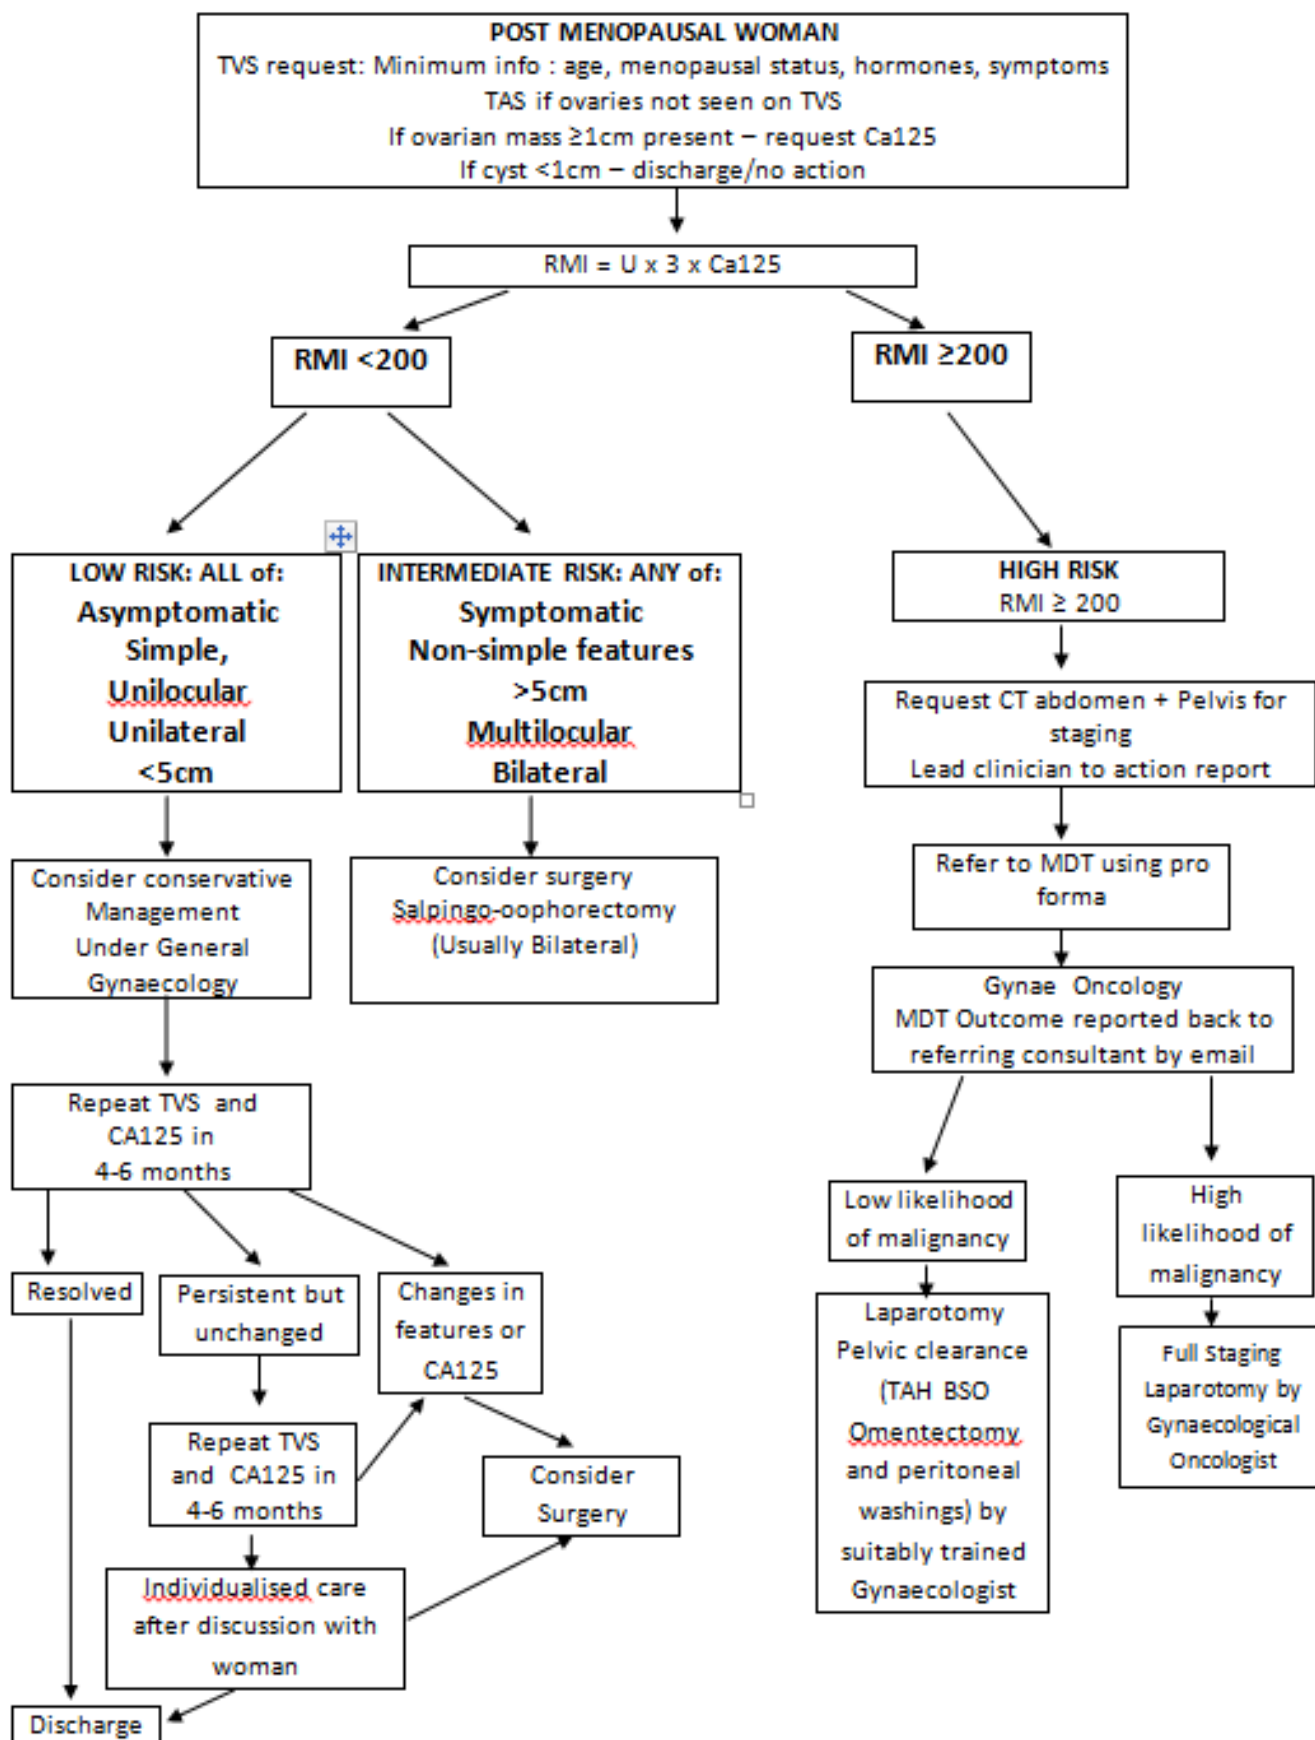 POST MENOPAUSAL WOMAN
TVS request: Minimum info : age, menopausal status, hormones, symptoms
TAS if ovaries not seen on TVS
If ovarian mass ≥1cm present – request Ca125
If cyst <1cm – discharge/no action
RMI = U x 3 x Ca125
RMI <200
RMI ≥200
LOW RISK: ALL of:
Asymptomatic
Simple,
Unilocular
Unilateral
<5cm
INTERMEDIATE RISK: ANY of:
Symptomatic
Non-simple features
>5cm
Multilocular
Bilateral
HIGH RISK
RMI ≥ 200
Request CT abdomen + Pelvis for
staging
Lead clinician to action report
Consider conservative
Management
Under General
Gynaecology
Consider surgery
Salpingo-oophorectomy
(Usually Bilateral)
Refer to MDT using pro
forma
Gynae Oncology
MDT Outcome reported back to
referring consultant by email
Repeat TVS and
CA125 in
4-6 months
Low likelihood
of malignancy
High
likelihood of
malignancy
Resolved
Persistent but
unchanged
Changes in
features or
CA125
Laparotomy
Pelvic clearance
(TAH BSO
Omentectomy
and peritoneal
washings) by
suitably trained
Gynaecologist
Full Staging
Laparotomy by
Gynaecological
Oncologist
Repeat TVS
and CA125 in
4-6 months
Consider
Surgery
Individualised care
after discussion with
woman
Discharge